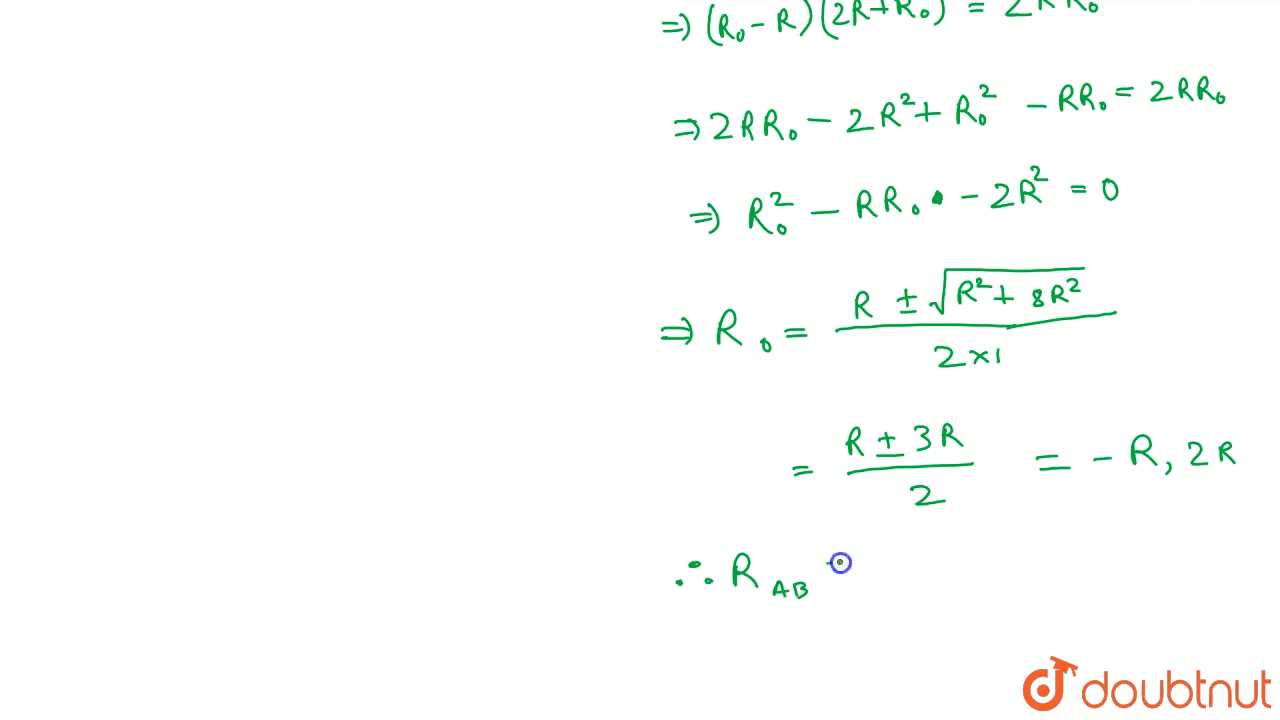 ⇒ (R₀ - R)(2R + R₀) = 2RR₀
⇒ 2RR₀ - 2R² + R₀² - RR₀ = 2RR₀
⇒ R₀² - RR₀ - 2R² = 0
⇒ R₀ = (R ± √(R² + 8R²))/(2×1)
= (R ± 3R)/2 = -R, 2R
∴ R_AB
doubtnut